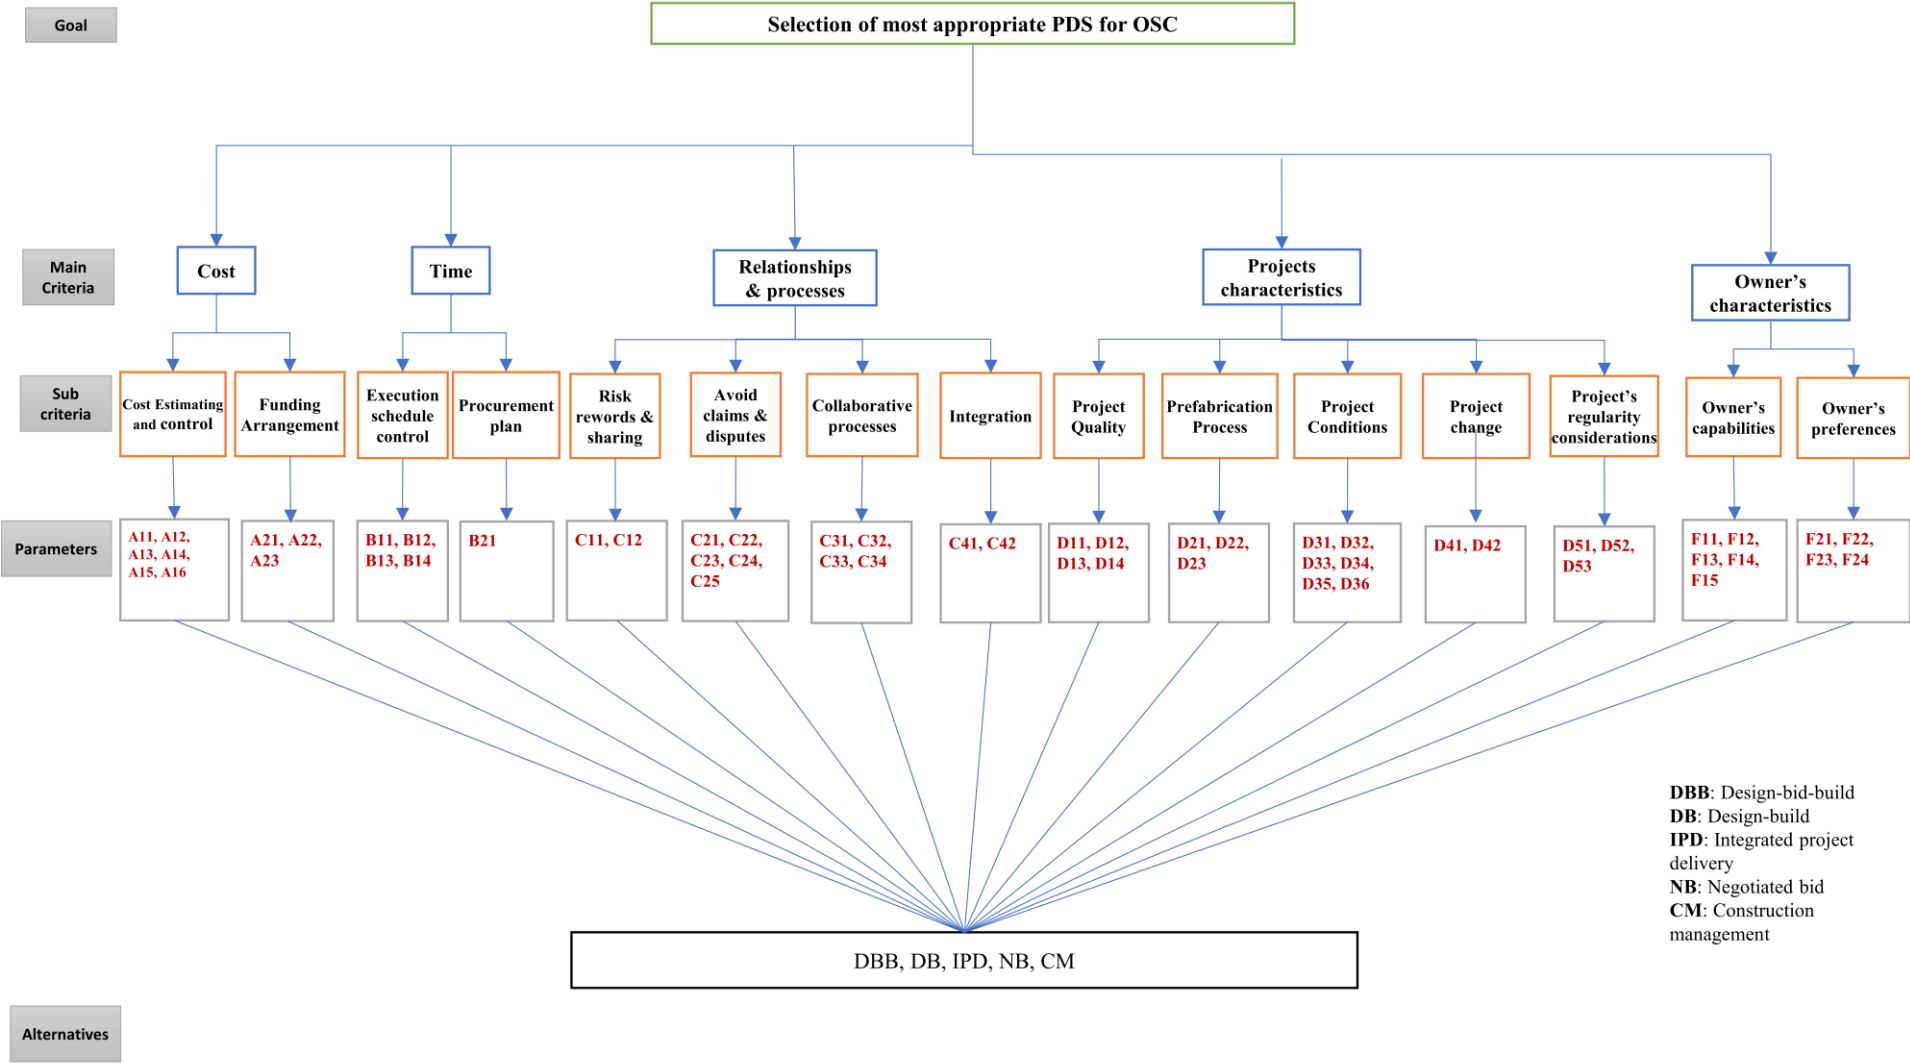 Goal
Selection of most appropriate PDS for OSC
Main
Criteria
Cost
Time
Relationships
& processes
Projects
characteristics
Owner's
characteristics
Sub
criteria
Cost Estimating
and control
Funding
Arrangement
Execution
schedule
control
Procurement
plan
Risk
rewords &
sharing
Avoid
claims &
disputes
Collaborative
processes
Integration
Project
Quality
Prefabrication
Process
Project
Conditions
Project
change
Project's
regularity
considerations
Owner's
capabilities
Owner's
preferences
Parameters
A11, A12,
A13, A14,
A15, A16
A21, A22,
A23
B11, B12,
B13, B14
B21
C11, C12
C21, C22,
C23, C24,
C25
C31, C32,
C33, C34
C41, C42
D11, D12,
D13, D14
D21, D22,
D23
D31, D32,
D33, D34,
D35, D36
D41, D42
D51, D52,
D53
F11, F12,
F13, F14,
F15
F21, F22,
F23, F24
DBB: Design-bid-build
DB: Design-build
IPD: Integrated project
delivery
NB: Negotiated bid
CM: Construction
management
DBB, DB, IPD, NB, CM
Alternatives